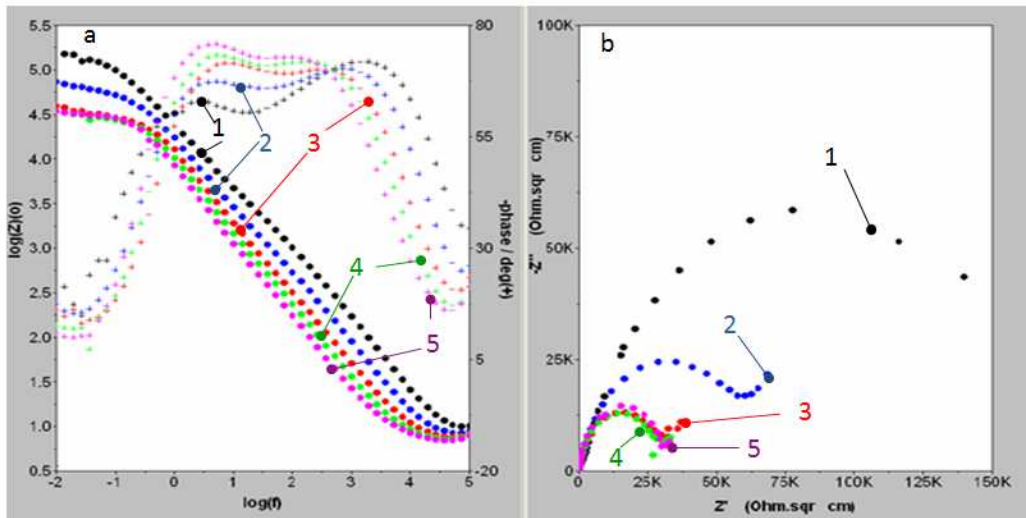 a
5.5
5.0
4.5
4.0
3.5
3.0
2.5
2.0
1.5
1.0
0.5
log(Z)(o)
-2
-1
0
1
2
3
4
5
log(f)
80
55
30
5
-20
-phase / deg(+)
1
2
3
4
5
b
100K
75K
50K
25K
0
-Z'' (Ohm.sqr cm)
0
25K
50K
75K
100K
125K
150K
Z' (Ohm.sqr cm)
1
2
3
4
5